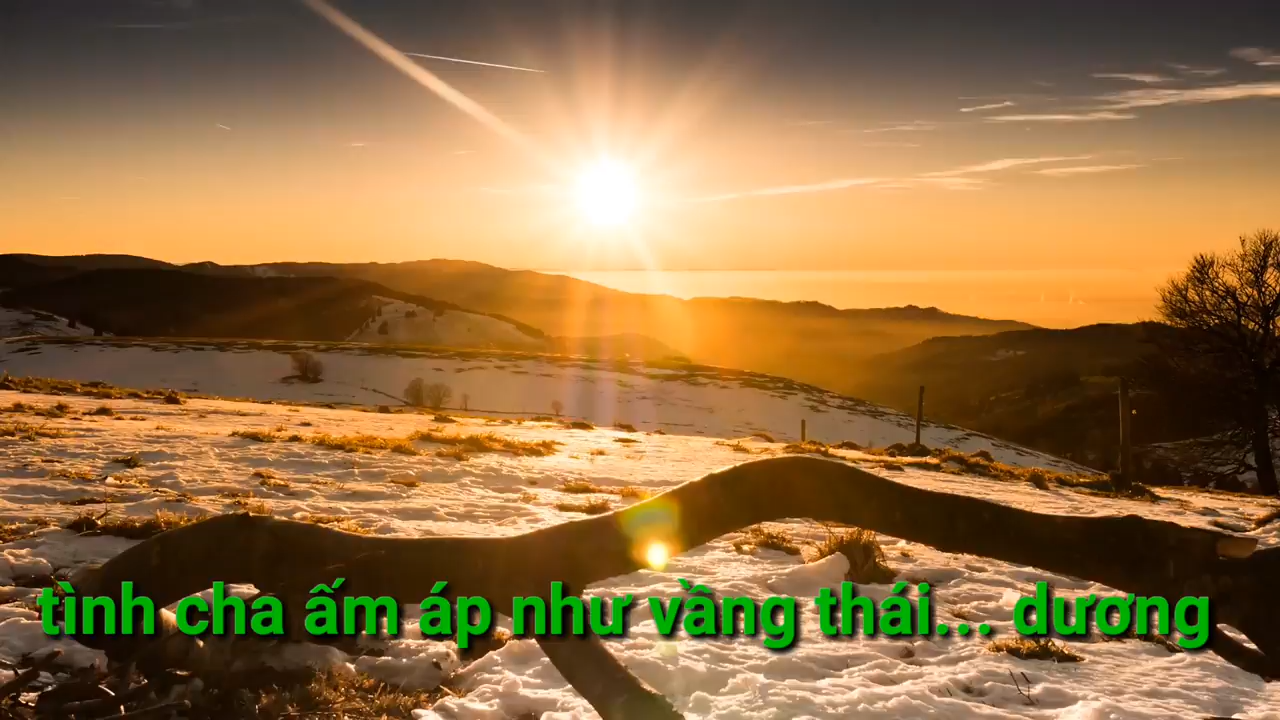 tình cha ấm áp như vầng thái... dương